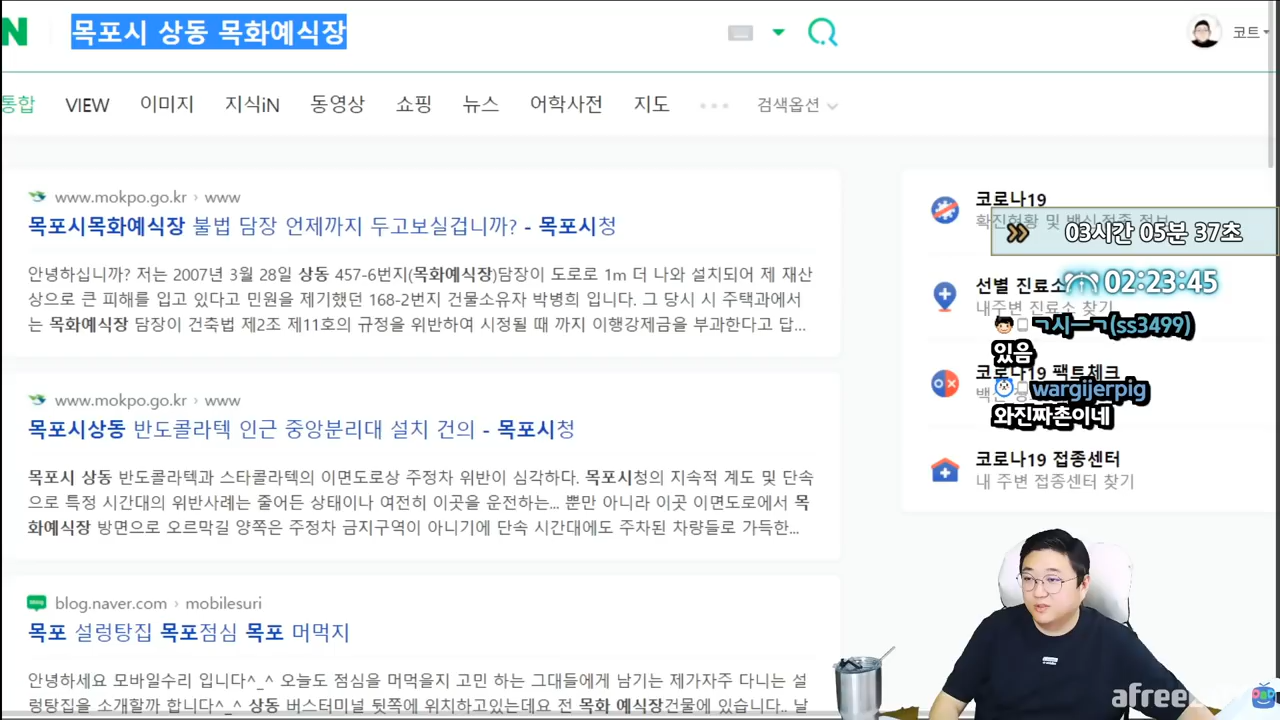 N 목포시 상동 목화예식장
코트
통합 VIEW 이미지 지식iN 동영상 쇼핑 뉴스 어학사전 지도 검색옵션
www.mokpo.go.kr › www
목포시목화예식장 불법 담장 언제까지 두고보실겁니까? - 목포시청
안녕하십니까? 저는 2007년 3월 28일 상동 457-6번지(목화예식장)담장이 도로로 1m 더 나와 설치되어 제 재산
상으로 큰 피해를 입고 있다고 민원을 제기했던 168-2번지 건물소유자 박병희 입니다. 그 당시 시 주택과에서
는 목화예식장 담장이 건축법 제2조 제11호의 규정을 위반하여 시정될 때 까지 이행강제금을 부과한다고 답...
www.mokpo.go.kr › www
목포시상동 반도콜라텍 인근 중앙분리대 설치 건의 - 목포시청
목포시 상동 반도콜라텍과 스타콜라텍의 이면도로상 주정차 위반이 심각하다. 목포시청의 지속적 계도 및 단속
으로 특정 시간대의 위반사례는 줄어든 상태이나 여전히 이곳을 운전하는... 뿐만 아니라 이곳 이면도로에서 목
화예식장 방면으로 오르막길 양쪽은 주정차 금지구역이 아니기에 단속 시간대에도 주차된 차량들로 가득한...
blog.naver.com › mobilesuri
목포 설렁탕집 목포점심 목포 머먹지
안녕하세요 모바일수리 입니다^_^ 오늘도 점심을 머먹을지 고민 하는 그대들에게 남기는 제가자주 다니는 설
렁탕집을 소개할까 합니다^_^ 상동 버스터미널 뒷쪽에 위치하고있는데요 전 목화 예식장건물에 있습니다.. 날
코로나19
확진현황 및 백신 접종 정보
03시간 05분 37초
선별 진료소
02:23:45
내주변 진료소 찾기
ㄱ시ㅡㄱ(ss3499)
있음
코로나19 팩트체크
wargijerpig
와진짜촌이네
코로나19 접종센터
내 주변 접종센터 찾기